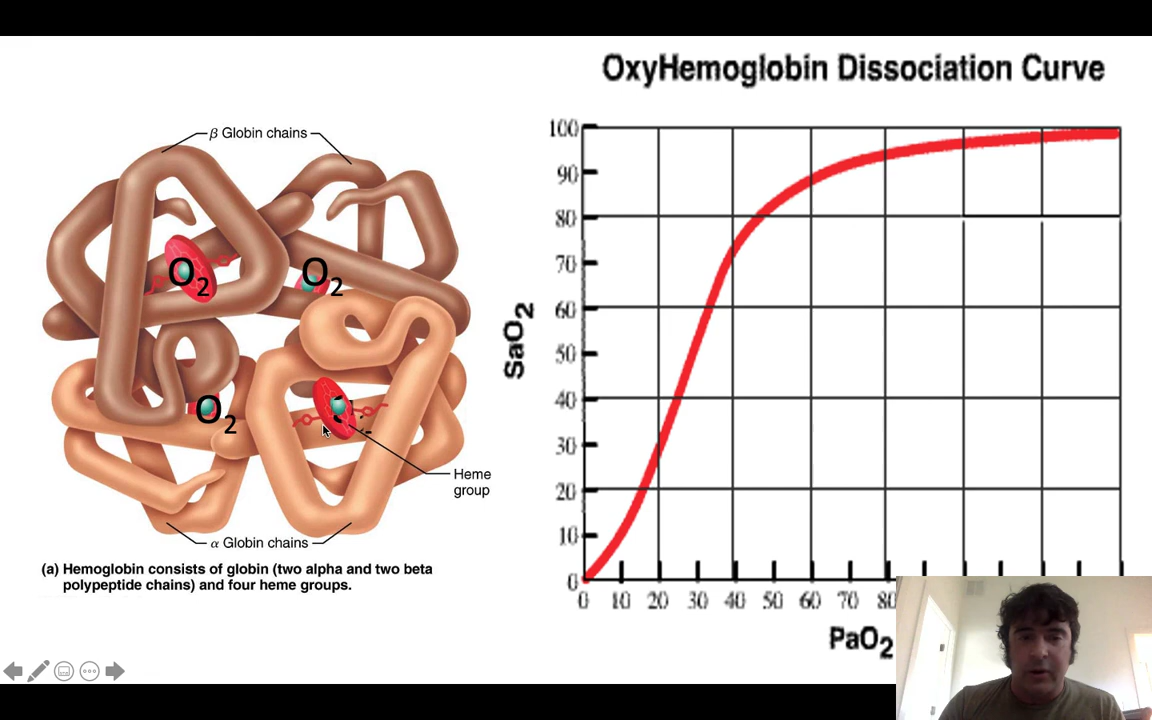 OxyHemoglobin Dissociation Curve
β Globin chains
O2
O2
O2
Heme
group
α Globin chains
(a) Hemoglobin consists of globin (two alpha and two beta
polypeptide chains) and four heme groups.
SaO2
100
90
80
70
60
50
40
30
20
10
0
0 10 20 30 40 50 60 70 80
PaO2